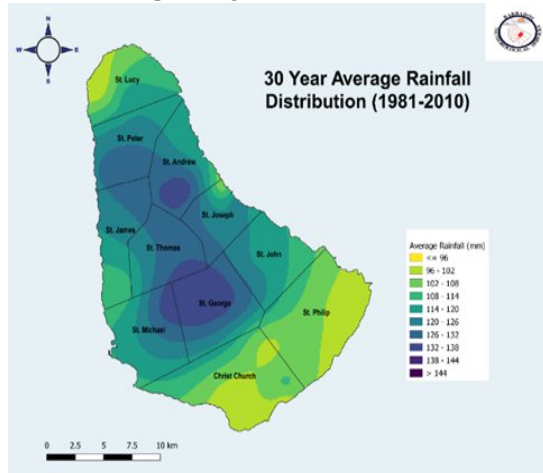 30 Year Average Rainfall
Distribution (1981-2010)
N
W
E
S
St. Lucy
St. Peter
St. Andrew
St. James
St. Joseph
St. Thomas
St. John
St. George
St. Michael
St. Philip
Christ Church
Average Rainfall (mm)
<= 96
96 - 102
102 - 108
108 - 114
114 - 120
120 - 126
126 - 132
132 - 138
138 - 144
> 144
0 2.5 5 7.5 10 km